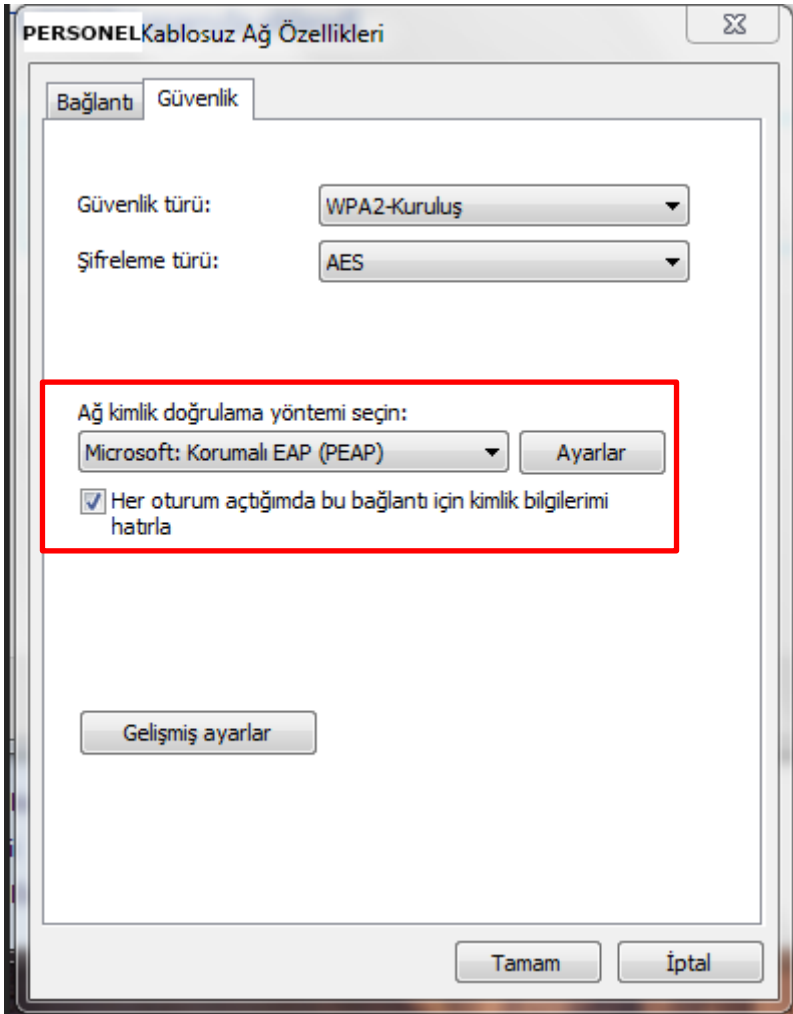 PERSONEL Kablosuz Ağ Özellikleri
Bağlantı Güvenlik
Güvenlik türü: WPA2-Kuruluş
Şifreleme türü: AES
Ağ kimlik doğrulama yöntemi seçin:
Microsoft: Korumalı EAP (PEAP) Ayarlar
Her oturum açtığımda bu bağlantı için kimlik bilgilerimi
hatırla
Gelişmiş ayarlar
Tamam İptal